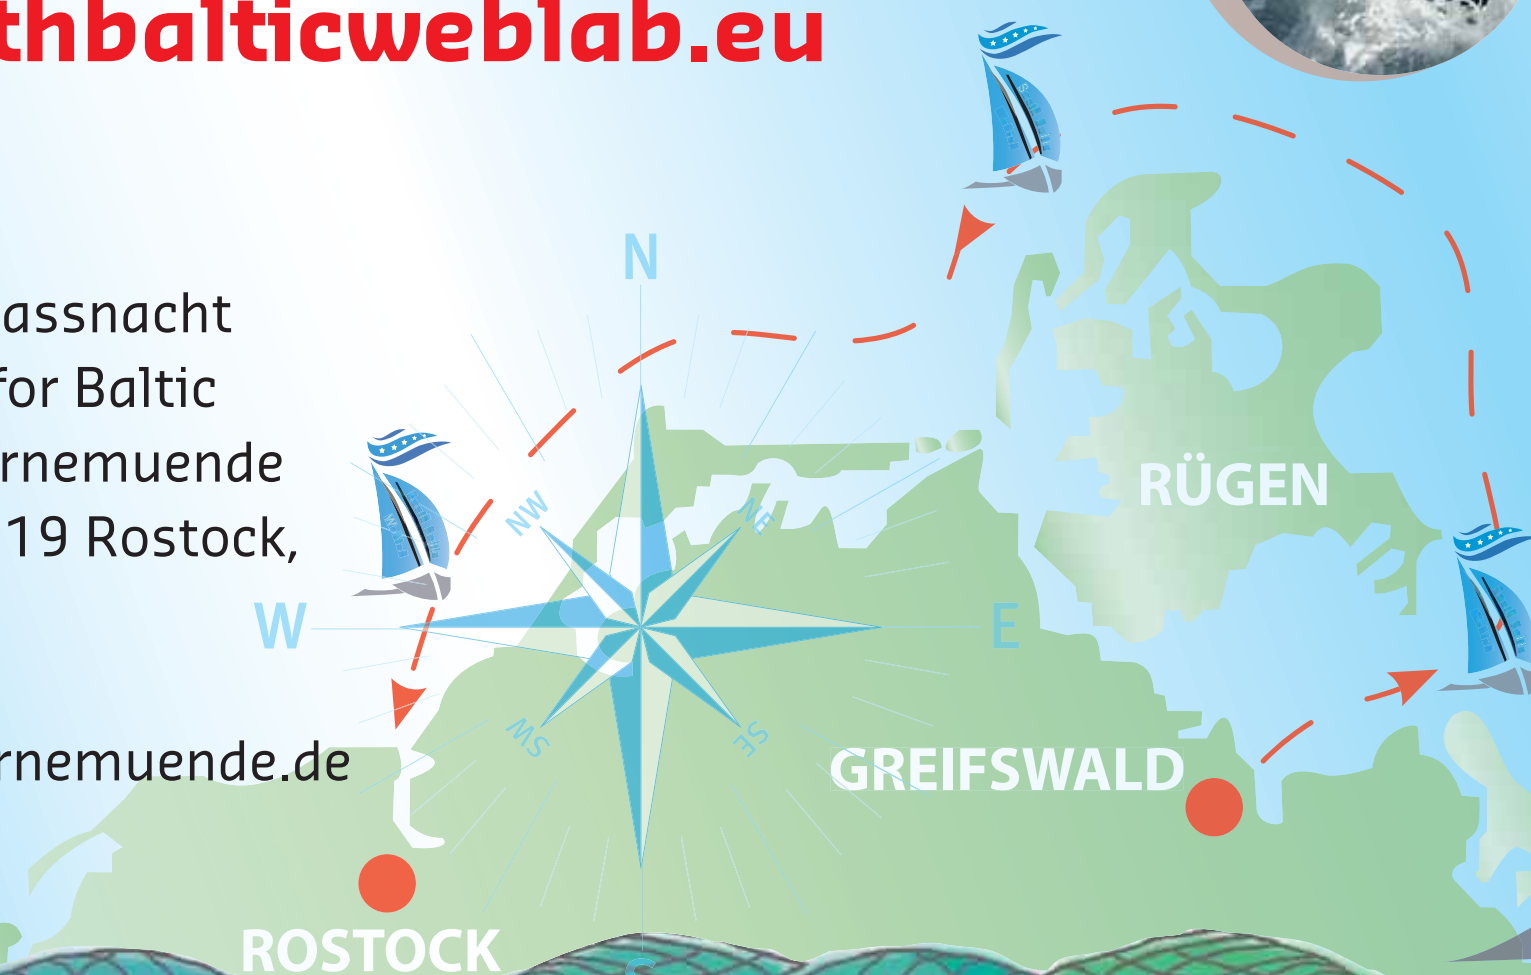 thbalticweblab.eu
assnacht
for Baltic
rnemuende
19 Rostock,
rnemuende.de
N
NW
NE
W
E
SW
SE
S
RÜGEN
GREIFSWALD
ROSTOCK